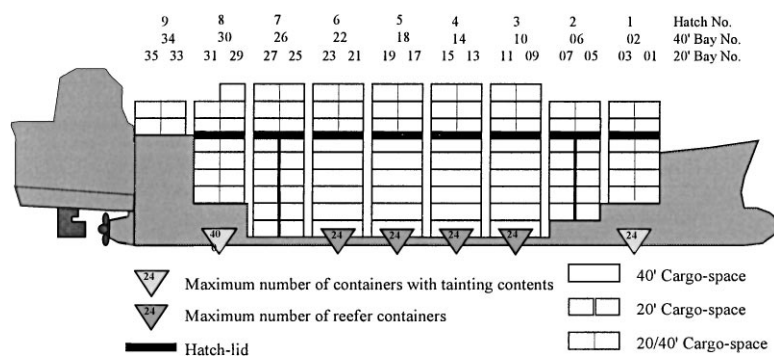 9 8 7 6 5 4 3 2 1 Hatch No.
34 30 26 22 18 14 10 06 02 40' Bay No.
35 33 31 29 27 25 23 21 19 17 15 13 11 09 07 05 03 01 20' Bay No.
40 24 24 24 24 24
24 Maximum number of containers with tainting contents
40' Cargo-space
24 Maximum number of reefer containers
20' Cargo-space
Hatch-lid
20/40' Cargo-space